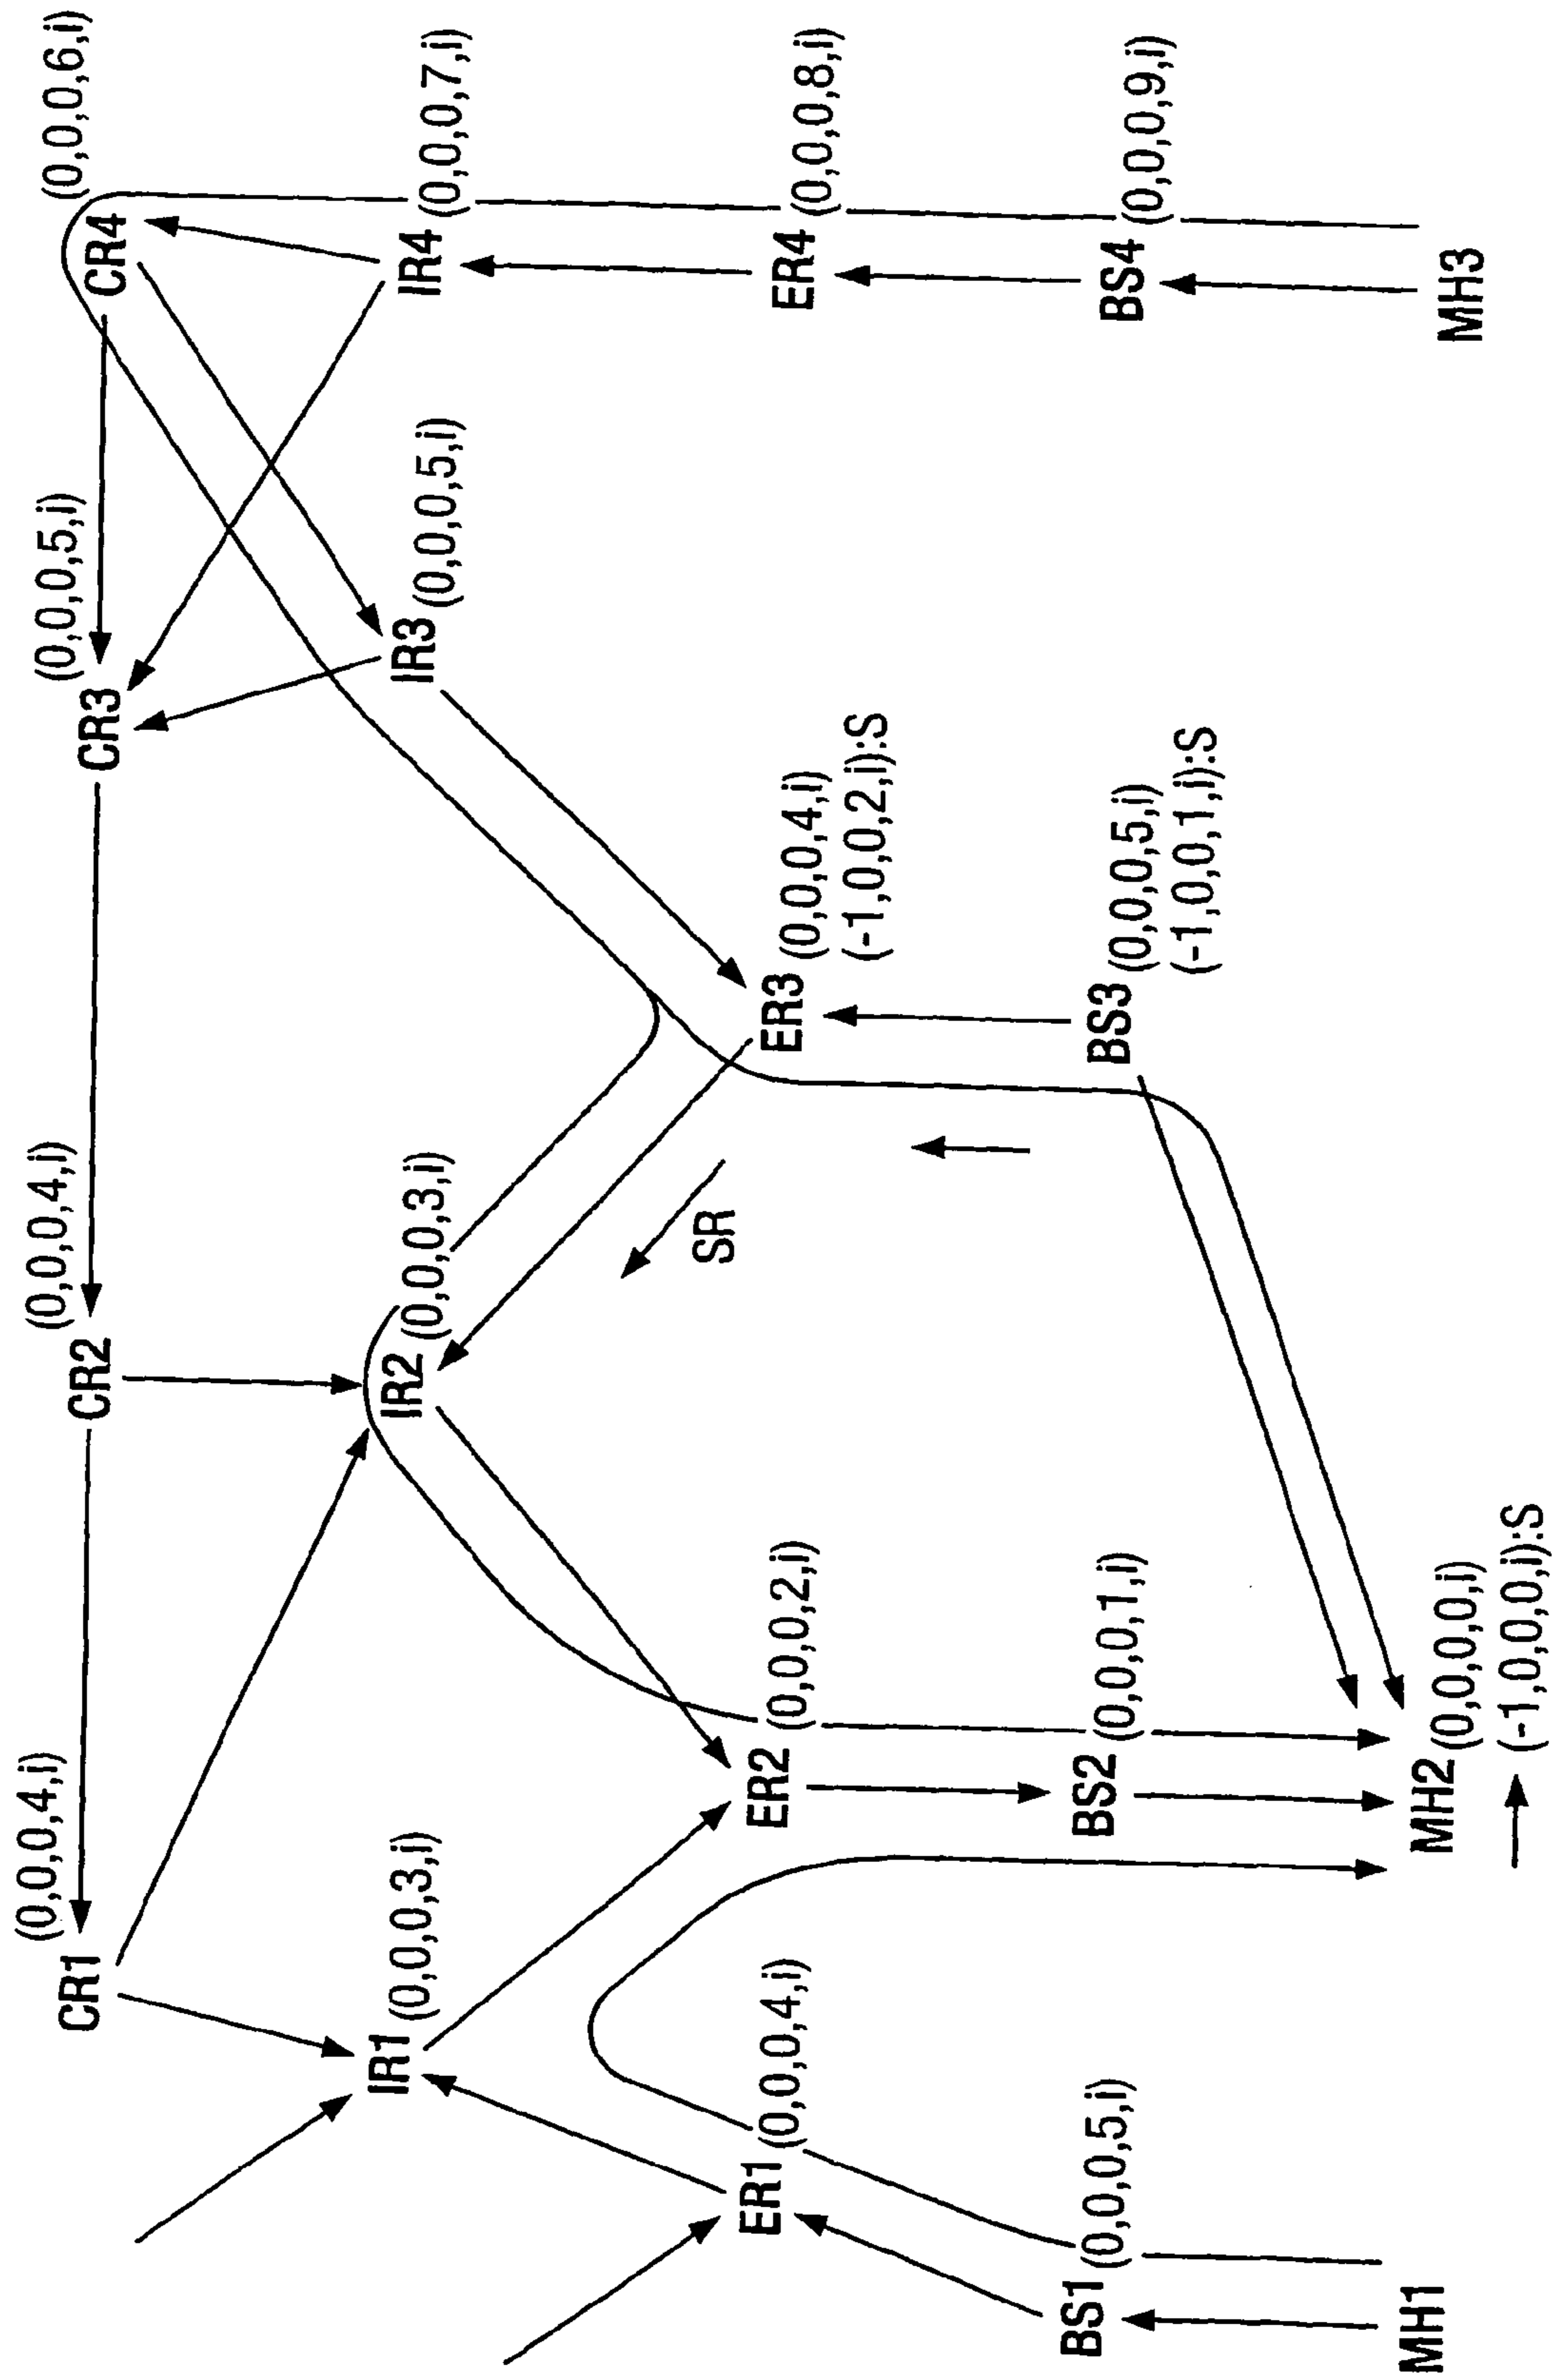 CR1
(0,0,0,4,i)
CR2
(0,0,0,4,i)
CR3
(0,0,0,5,i)
CR4
(0,0,0,6,i)
IR1
(0,0,0,3,i)
IR2
(0,0,0,3,i)
IR3
(0,0,0,5,i)
IR4
(0,0,0,7,i)
SR
ER1
(0,0,0,4,i)
ER2
(0,0,0,2,i)
ER3
(0,0,0,4,i)
(-1,0,0,2,i):S
ER4
(0,0,0,8,i)
BS1
(0,0,0,5,i)
BS2
(0,0,0,1,i)
BS3
(0,0,0,5,i)
(-1,0,0,1,i):S
BS4
(0,0,0,9,i)
MH1
MH2
(0,0,0,0,i)
(-1,0,0,0,i):S
MH3